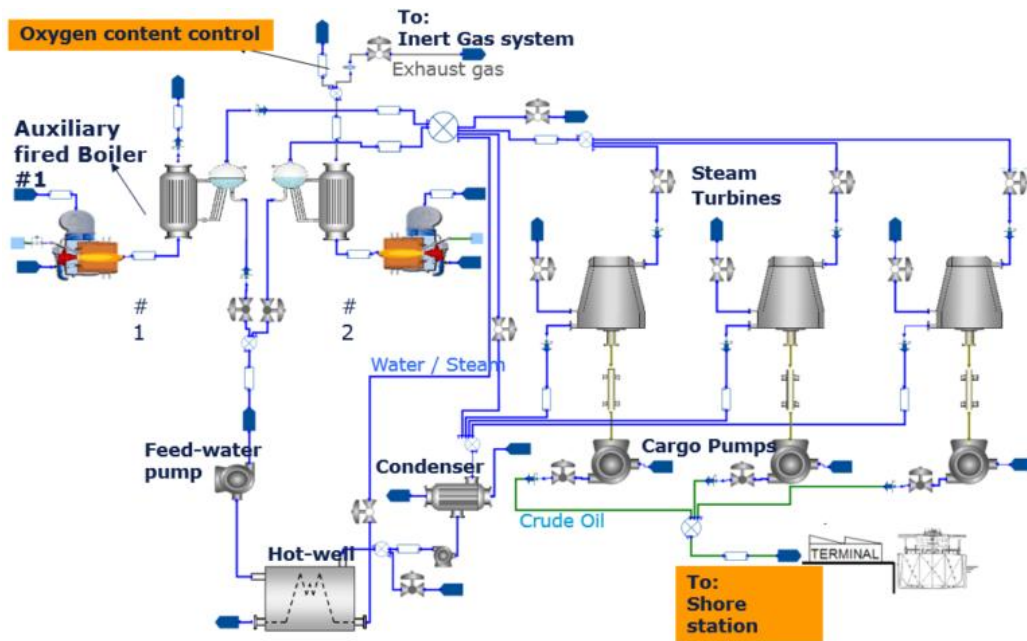 Oxygen content control
To:
Inert Gas system
Exhaust gas
Auxiliary
fired Boiler
#1
Steam
Turbines
#
1
#
2
Water / Steam
Feed-water
pump
Condenser
Cargo Pumps
Crude Oil
Hot-well
TERMINAL
To:
Shore
station